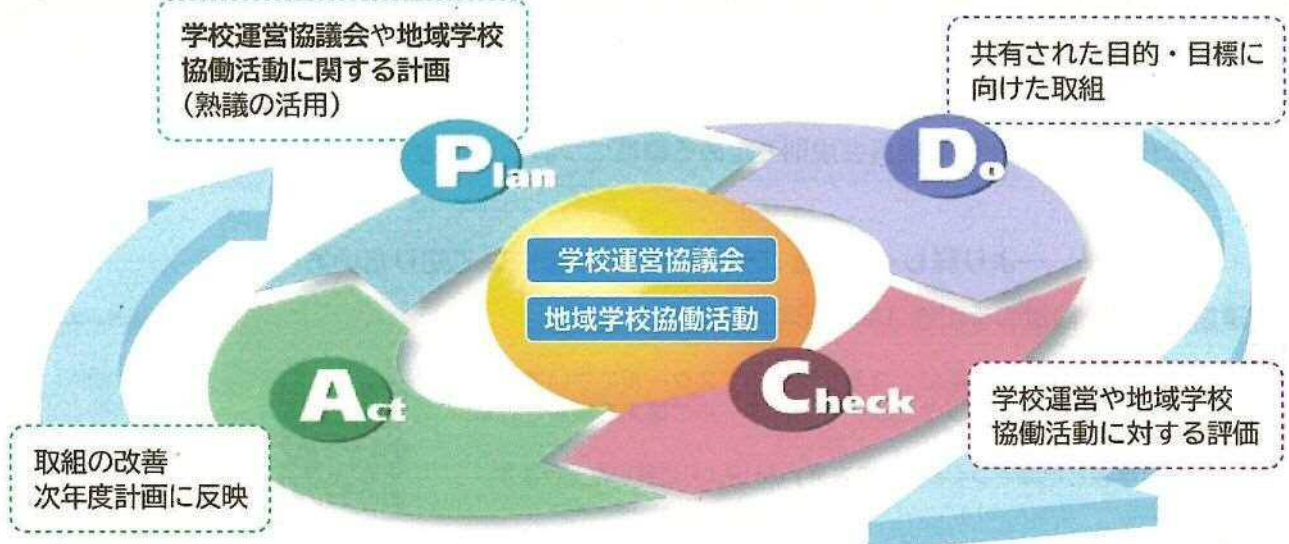 学校運営協議会や地域学校
協働活動に関する計画
（熟議の活用）
共有された目的・目標に
向けた取組
Plan
Do
学校運営協議会
地域学校協働活動
Act
Check
学校運営や地域学校
協働活動に対する評価
取組の改善
次年度計画に反映